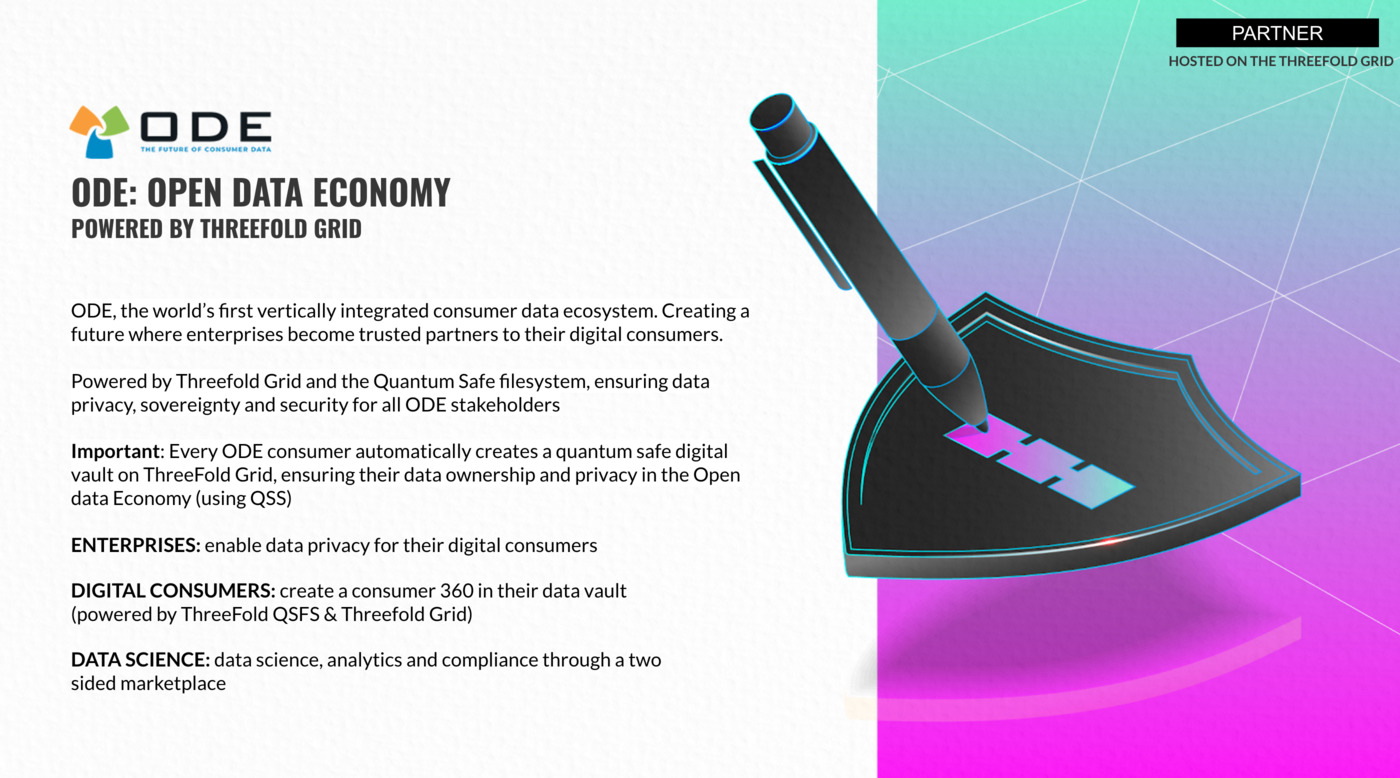 PARTNER
HOSTED ON THE THREEFOLD GRID
ODE
THE FUTURE OF CONSUMER DATA
ODE: OPEN DATA ECONOMY
POWERED BY THREEFOLD GRID
ODE, the world’s first vertically integrated consumer data ecosystem. Creating a
future where enterprises become trusted partners to their digital consumers.
Powered by Threefold Grid and the Quantum Safe filesystem, ensuring data
privacy, sovereignty and security for all ODE stakeholders
Important: Every ODE consumer automatically creates a quantum safe digital
vault on ThreeFold Grid, ensuring their data ownership and privacy in the Open
data Economy (using QSS)
ENTERPRISES: enable data privacy for their digital consumers
DIGITAL CONSUMERS: create a consumer 360 in their data vault
(powered by ThreeFold QSFS & Threefold Grid)
DATA SCIENCE: data science, analytics and compliance through a two
sided marketplace